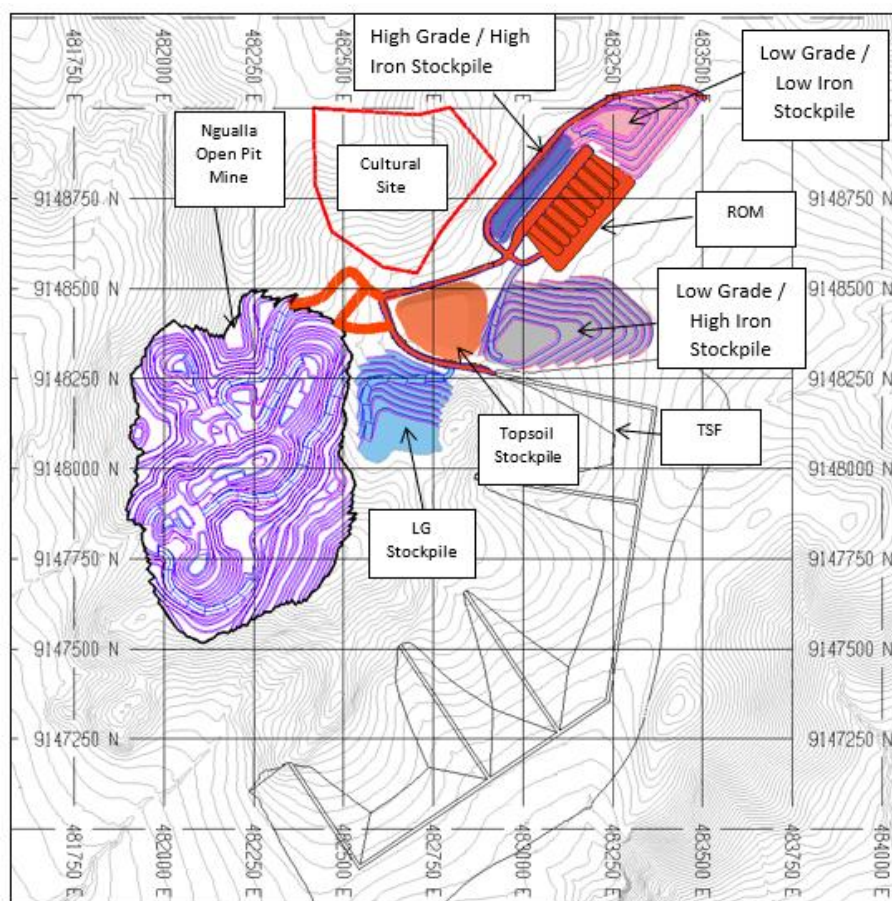 481750 E
482000 E
482250 E
482500 E
482750 E
483250 E
483500 E
484000 E
High Grade / High
Iron Stockpile
Low Grade /
Low Iron
Stockpile
Ngualla
Open Pit
Mine
Cultural
Site
9148750 N
9148750 N
ROM
9148500 N
9148500 N
Low Grade /
High Iron
Stockpile
9148250 N
9148250 N
Topsoil
Stockpile
TSF
9148000 N
9148000 N
LG
Stockpile
9147750 N
9147750 N
9147500 N
9147500 N
9147250 N
9147250 N
481750 E
482000 E
482250 E
482500 E
482750 E
483000 E
483250 E
483500 E
483750 E
484000 E